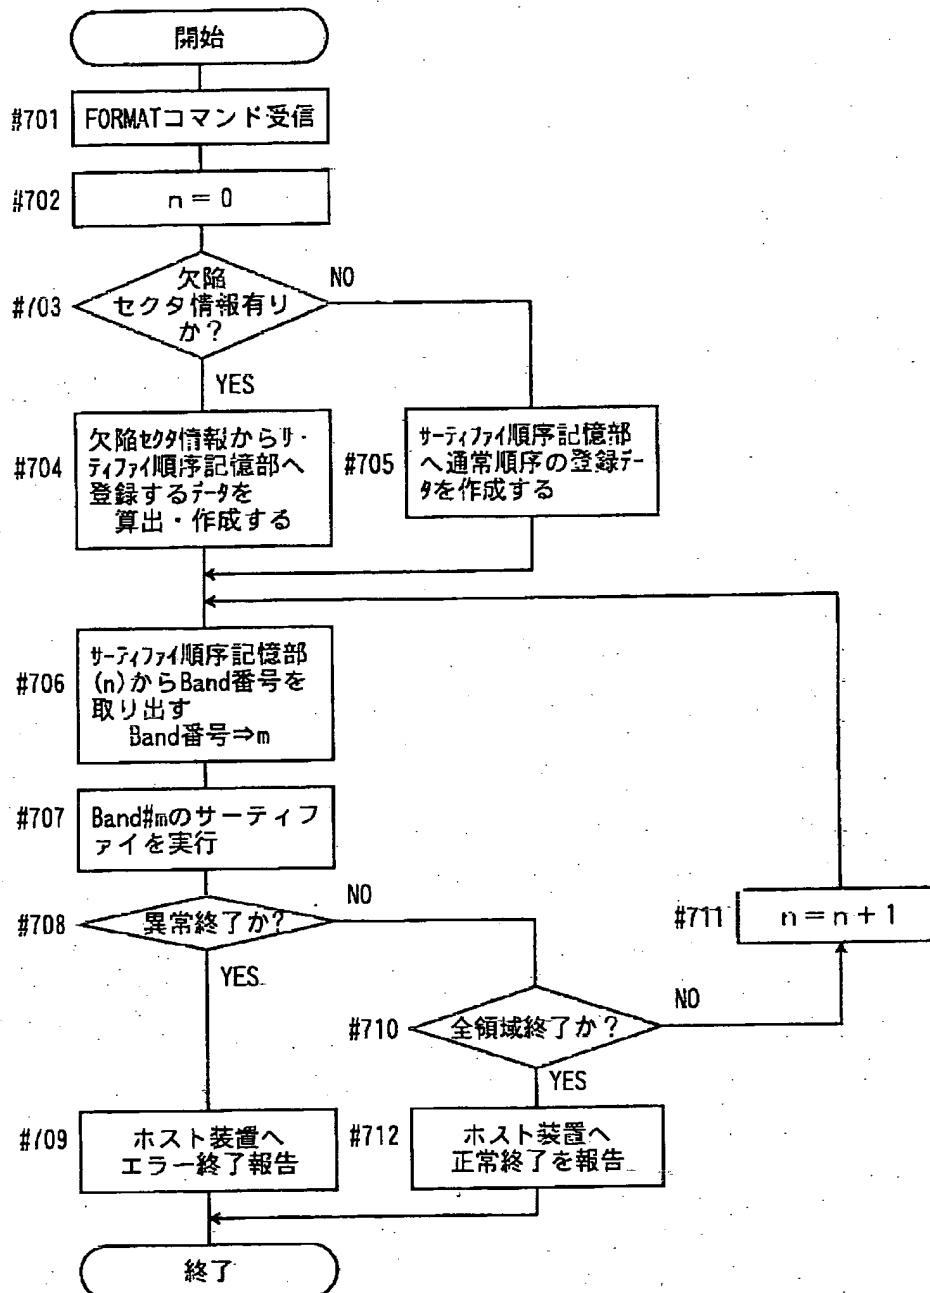 開始
#701
FORMATコマンド受信
#702
n=0
#703
欠陥
セクタ情報有り
か?
NO
YES
#704
欠陥セクタ情報からサー
ティファイ順序記憶部へ
登録するデータを
算出・作成する
#705
サーティファイ順序記憶部
へ通常順序の登録デー
タを作成する
#706
サーティファイ順序記憶部
(n)からBand番号を
取り出す
Band番号⇒m
#707
Band#mのサーティフ
ァイを実行
#708
異常終了か?
NO
YES
#711
n=n+1
#710
全領域終了か?
NO
YES
#709
ホスト装置へ
エラー終了報告
#712
ホスト装置へ
正常終了を報告
終了